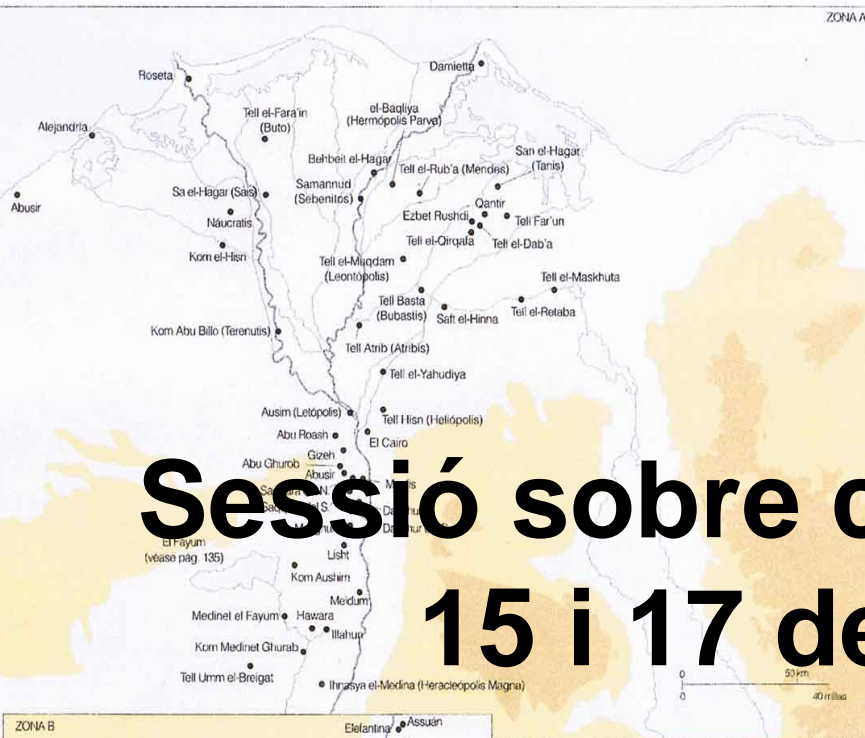 ZONA A
Roseta
Damietta
Alejandría
Tell el-Fara'in
(Buto)
el-Baqliya
(Hermópolis Parva)
Behbeit el-Hagar
San el-Hagar
(Tanis)
Tell el-Rub'a (Mendes)
Abusir
Sa el-Hagar (Sais)
Samannud
(Sebenitos)
Náucratis
Ezbet Rushdi
Qantir
Tell Far'un
Tell el-Qirqafa
Tell el-Dab'a
Kom el-Hisn
Tell el-Muqdam
(Leontópolis)
Tell el-Maskhuta
Tell Basta
(Bubastis)
Saft el-Hinna
Tell el-Retaba
Kom Abu Billo (Terenutis)
Tell Atrib (Atribis)
Tell el-Yahudiya
Ausim (Letópolis)
Tell Hisn (Heliópolis)
Abu Roash
El Cairo
Gizeh
Abu Ghurob
Abusir
Sessió sobre
El Fayum
(véase pág. 135)
Lisht
Kom Aushim
Meidum
15 i 17 de
Medinet el Fayum
Hawara
Illahun
Kom Medinet Ghurab
Tell Umm el-Breigat
Ihnasya el-Medina (Heracleópolis Magna)
0 50 km
0 40 millas
ZONA B
Elefantina
Assuán